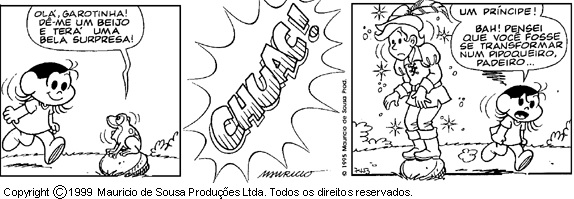 OLÁ, GAROTINHA!
DÊ-ME UM BEIJO
E TERÁ UMA
BELA SURPRESA!
CHUAC!
MAURICIO
© 1995 Mauricio de Sousa Prod.
UM PRÍNCIPE!
BAH! PENSEI
QUE VOCÊ FOSSE
SE TRANSFORMAR
NUM PIPOQUEIRO,
PADEIRO...
Copyright ©1999 Mauricio de Sousa Produções Ltda. Todos os direitos reservados.